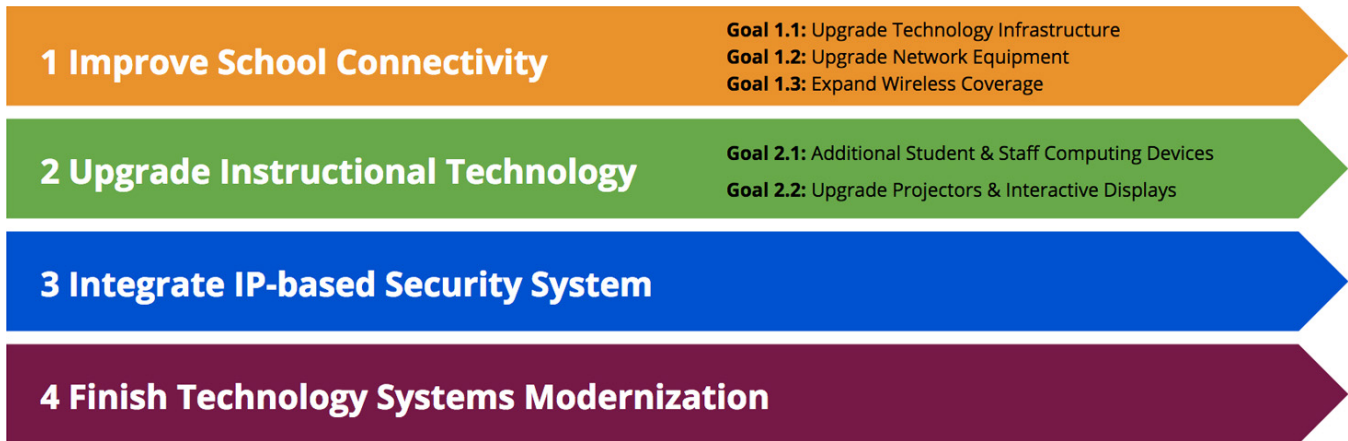 1 Improve School Connectivity
Goal 1.1: Upgrade Technology Infrastructure
Goal 1.2: Upgrade Network Equipment
Goal 1.3: Expand Wireless Coverage
2 Upgrade Instructional Technology
Goal 2.1: Additional Student & Staff Computing Devices
Goal 2.2: Upgrade Projectors & Interactive Displays
3 Integrate IP-based Security System
4 Finish Technology Systems Modernization